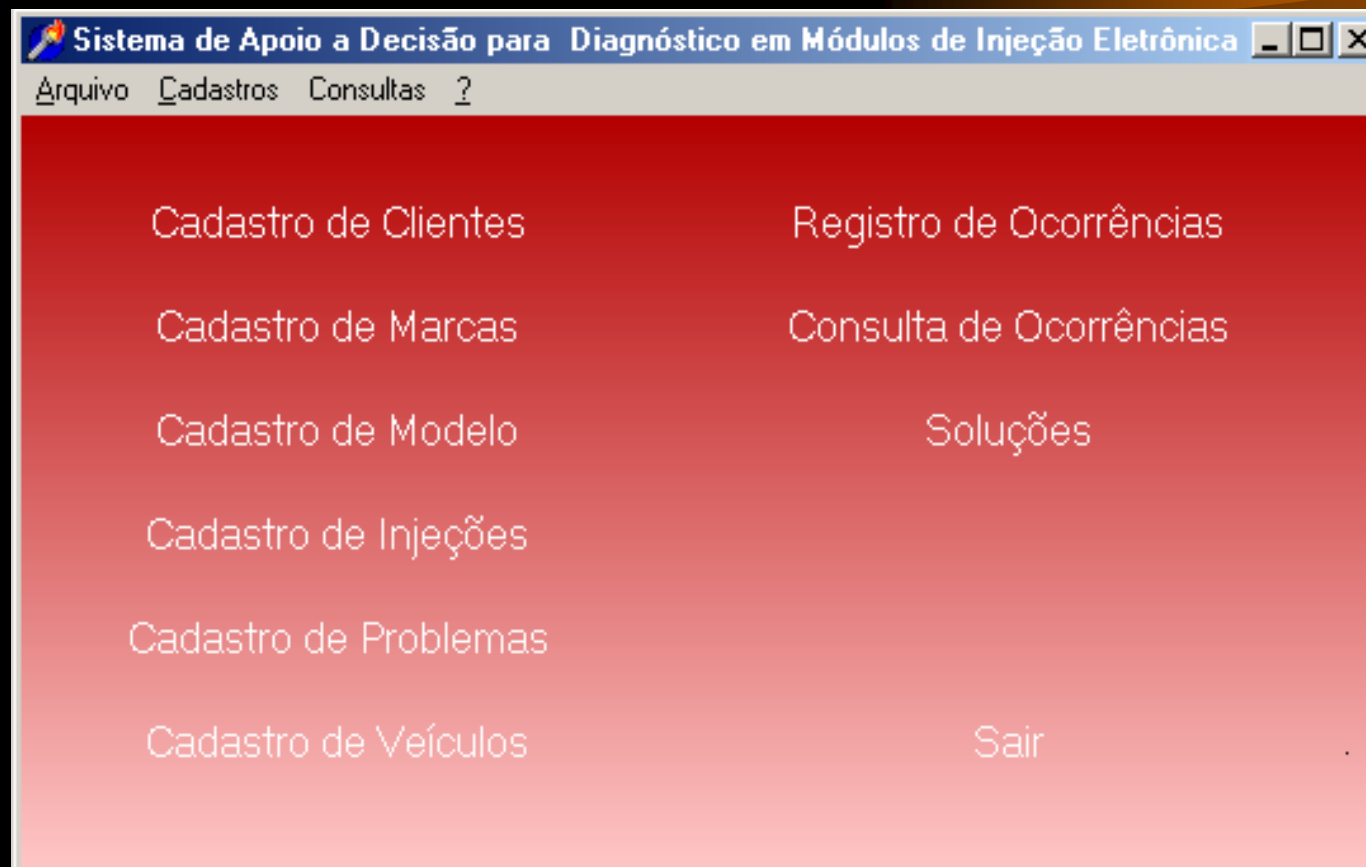 Sistema de Apoio a Decisão para  Diagnóstico em Módulos de Injeção Eletrônica
Arquivo Cadastros Consultas ?
Cadastro de Clientes
Cadastro de Marcas
Cadastro de Modelo
Cadastro de Injeções
Cadastro de Problemas
Cadastro de Veículos
Registro de Ocorrências
Consulta de Ocorrências
Soluções
Sair
.